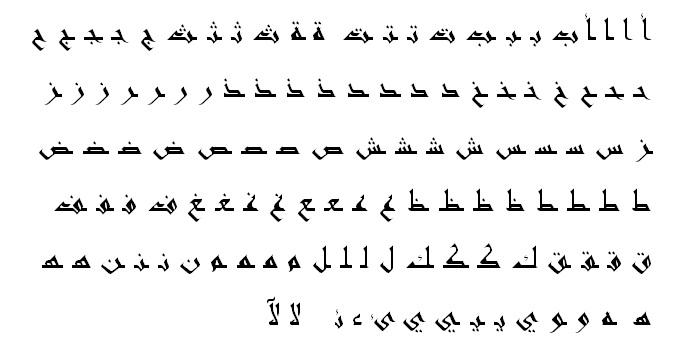 أ ا ا أ ب ب ب ب ت ت ت ت ة ة ث ث ث ث ج ج ج ج ح
ح ح ح خ خ خ خ د د د د ذ ذ ذ ذ ر ر ر ر ز ز ز
ز س س س س ش ش ش ش ص ص ص ص ض ض ض ض
ط ط ط ط ظ ظ ظ ظ ع ع ع ع غ غ غ غ ف ف ف ف
ق ق ق ق ك ك ك ك ل ل ل ل م م م م ن ن ن ن ه ه
ه ه و و ي ي ي ي ئ ء لا لآ